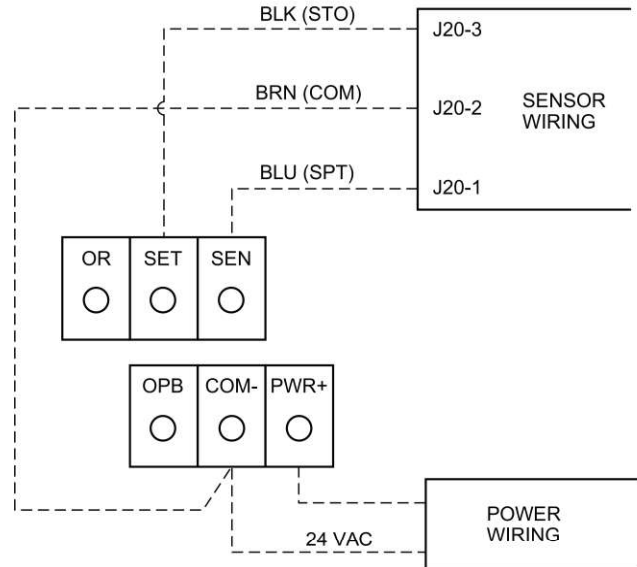 BLK (STO)
J20-3
BRN (COM)
J20-2
SENSOR
WIRING
BLU (SPT)
J20-1
OR
SET
SEN
OPB
COM-
PWR+
24 VAC
POWER
WIRING